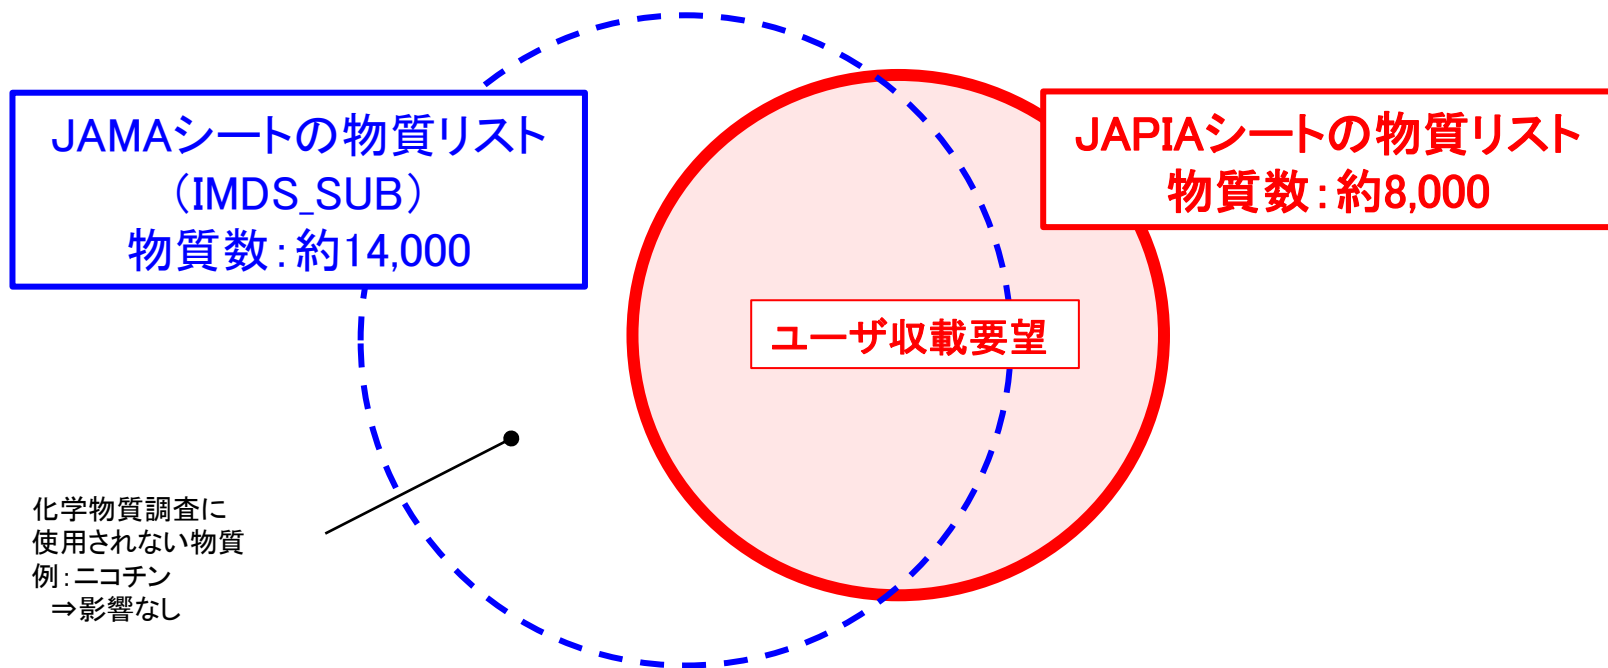 JAMAシートの物質リスト
（IMDS_SUB）
物質数：約14,000
JAPIAシートの物質リスト
物質数：約8,000
ユーザ収載要望
化学物質調査に
使用されない物質
例：ニコチン
⇒影響なし